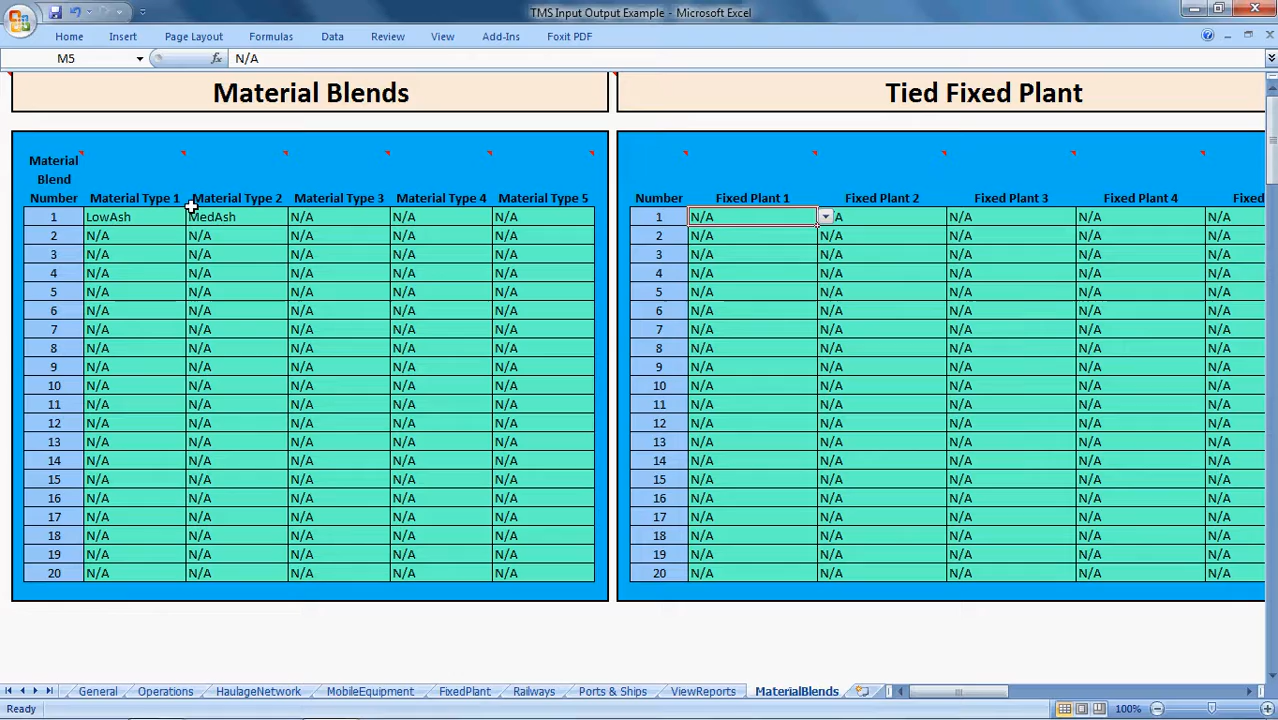 TMS Input Output Example - Microsoft Excel
Home Insert Page Layout Formulas Data Review View Add-Ins Foxit PDF
M5 fx N/A
Material Blends Tied Fixed Plant
Material
Blend
Number Material Type 1 Material Type 2 Material Type 3 Material Type 4 Material Type 5 Number Fixed Plant 1 Fixed Plant 2 Fixed Plant 3 Fixed Plant 4 Fixed
1 LowAsh MedAsh N/A N/A N/A 1 N/A /A N/A N/A N/A
2 N/A N/A N/A N/A N/A 2 N/A N/A N/A N/A N/A
3 N/A N/A N/A N/A N/A 3 N/A N/A N/A N/A N/A
4 N/A N/A N/A N/A N/A 4 N/A N/A N/A N/A N/A
5 N/A N/A N/A N/A N/A 5 N/A N/A N/A N/A N/A
6 N/A N/A N/A N/A N/A 6 N/A N/A N/A N/A N/A
7 N/A N/A N/A N/A N/A 7 N/A N/A N/A N/A N/A
8 N/A N/A N/A N/A N/A 8 N/A N/A N/A N/A N/A
9 N/A N/A N/A N/A N/A 9 N/A N/A N/A N/A N/A
10 N/A N/A N/A N/A N/A 10 N/A N/A N/A N/A N/A
11 N/A N/A N/A N/A N/A 11 N/A N/A N/A N/A N/A
12 N/A N/A N/A N/A N/A 12 N/A N/A N/A N/A N/A
13 N/A N/A N/A N/A N/A 13 N/A N/A N/A N/A N/A
14 N/A N/A N/A N/A N/A 14 N/A N/A N/A N/A N/A
15 N/A N/A N/A N/A N/A 15 N/A N/A N/A N/A N/A
16 N/A N/A N/A N/A N/A 16 N/A N/A N/A N/A N/A
17 N/A N/A N/A N/A N/A 17 N/A N/A N/A N/A N/A
18 N/A N/A N/A N/A N/A 18 N/A N/A N/A N/A N/A
19 N/A N/A N/A N/A N/A 19 N/A N/A N/A N/A N/A
20 N/A N/A N/A N/A N/A 20 N/A N/A N/A N/A N/A
General Operations HaulageNetwork MobileEquipment FixedPlant Railways Ports & Ships ViewReports MaterialBlends
Ready 100%